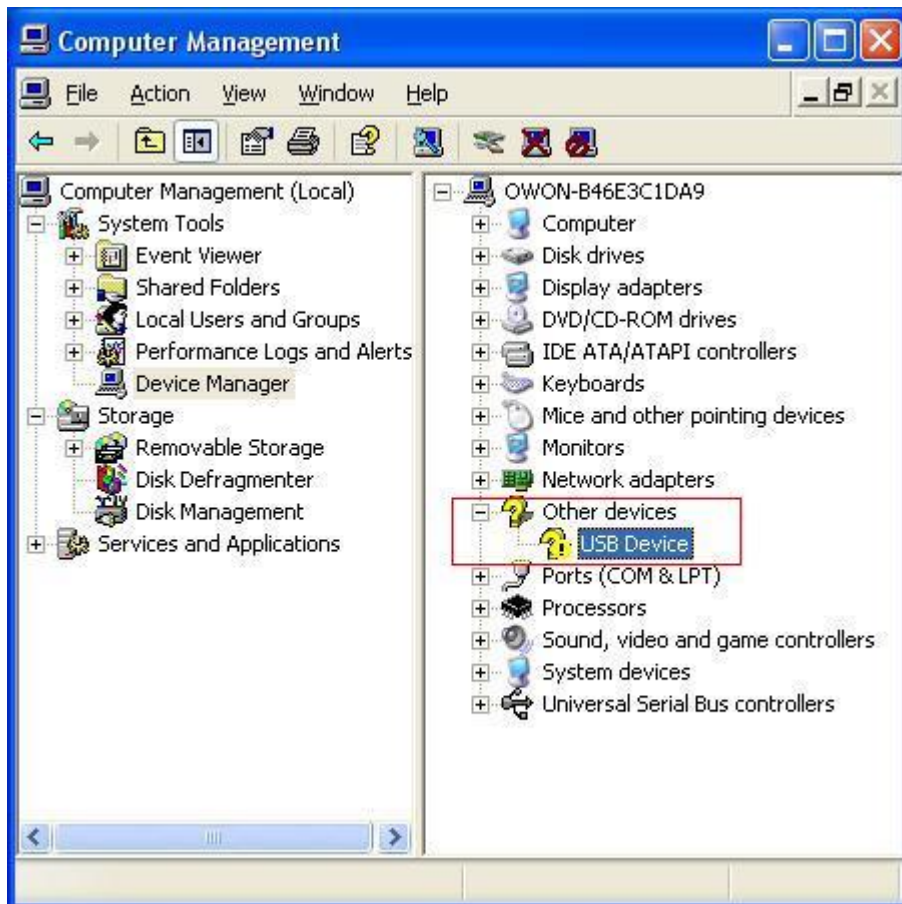 Computer Management
File Action View Window Help
Computer Management (Local)
System Tools
Event Viewer
Shared Folders
Local Users and Groups
Performance Logs and Alerts
Device Manager
Storage
Removable Storage
Disk Defragmenter
Disk Management
Services and Applications
OWON-B46E3C1DA9
Computer
Disk drives
Display adapters
DVD/CD-ROM drives
IDE ATA/ATAPI controllers
Keyboards
Mice and other pointing devices
Monitors
Network adapters
Other devices
USB Device
Ports (COM & LPT)
Processors
Sound, video and game controllers
System devices
Universal Serial Bus controllers